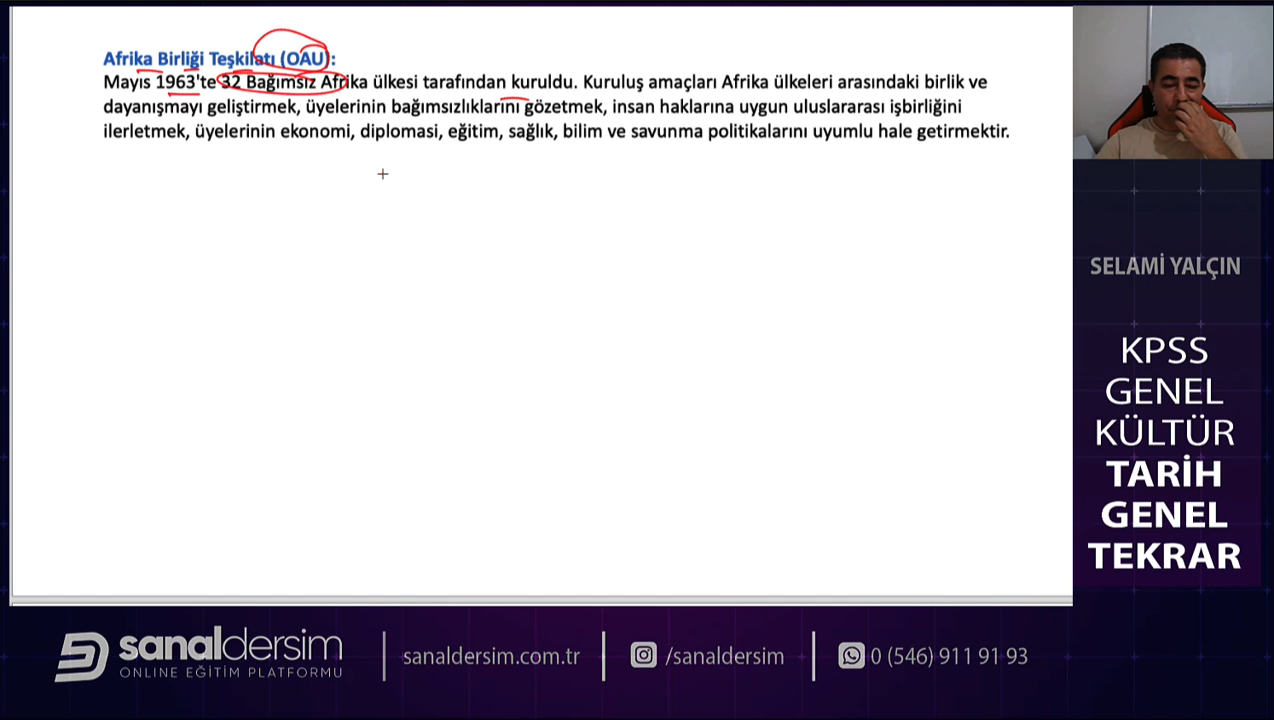 Afrika Birliği Teşkilatı (OAU):
Mayıs 1963'te 32 Bağımsız Afrika ülkesi tarafından kuruldu. Kuruluş amaçları Afrika ülkeleri arasındaki birlik ve
dayanışmayı geliştirmek, üyelerinin bağımsızlıklarını gözetmek, insan haklarına uygun uluslararası işbirliğini
ilerletmek, üyelerinin ekonomi, diplomasi, eğitim, sağlık, bilim ve savunma politikalarını uyumlu hale getirmektir.
SELAMİ YALÇIN
KPSS
GENEL
KÜLTÜR
TARİH
GENEL
TEKRAR
sanaldersim
ONLINE EĞİTİM PLATFORMU
sanaldersim.com.tr
/sanaldersim
0 (546) 911 91 93